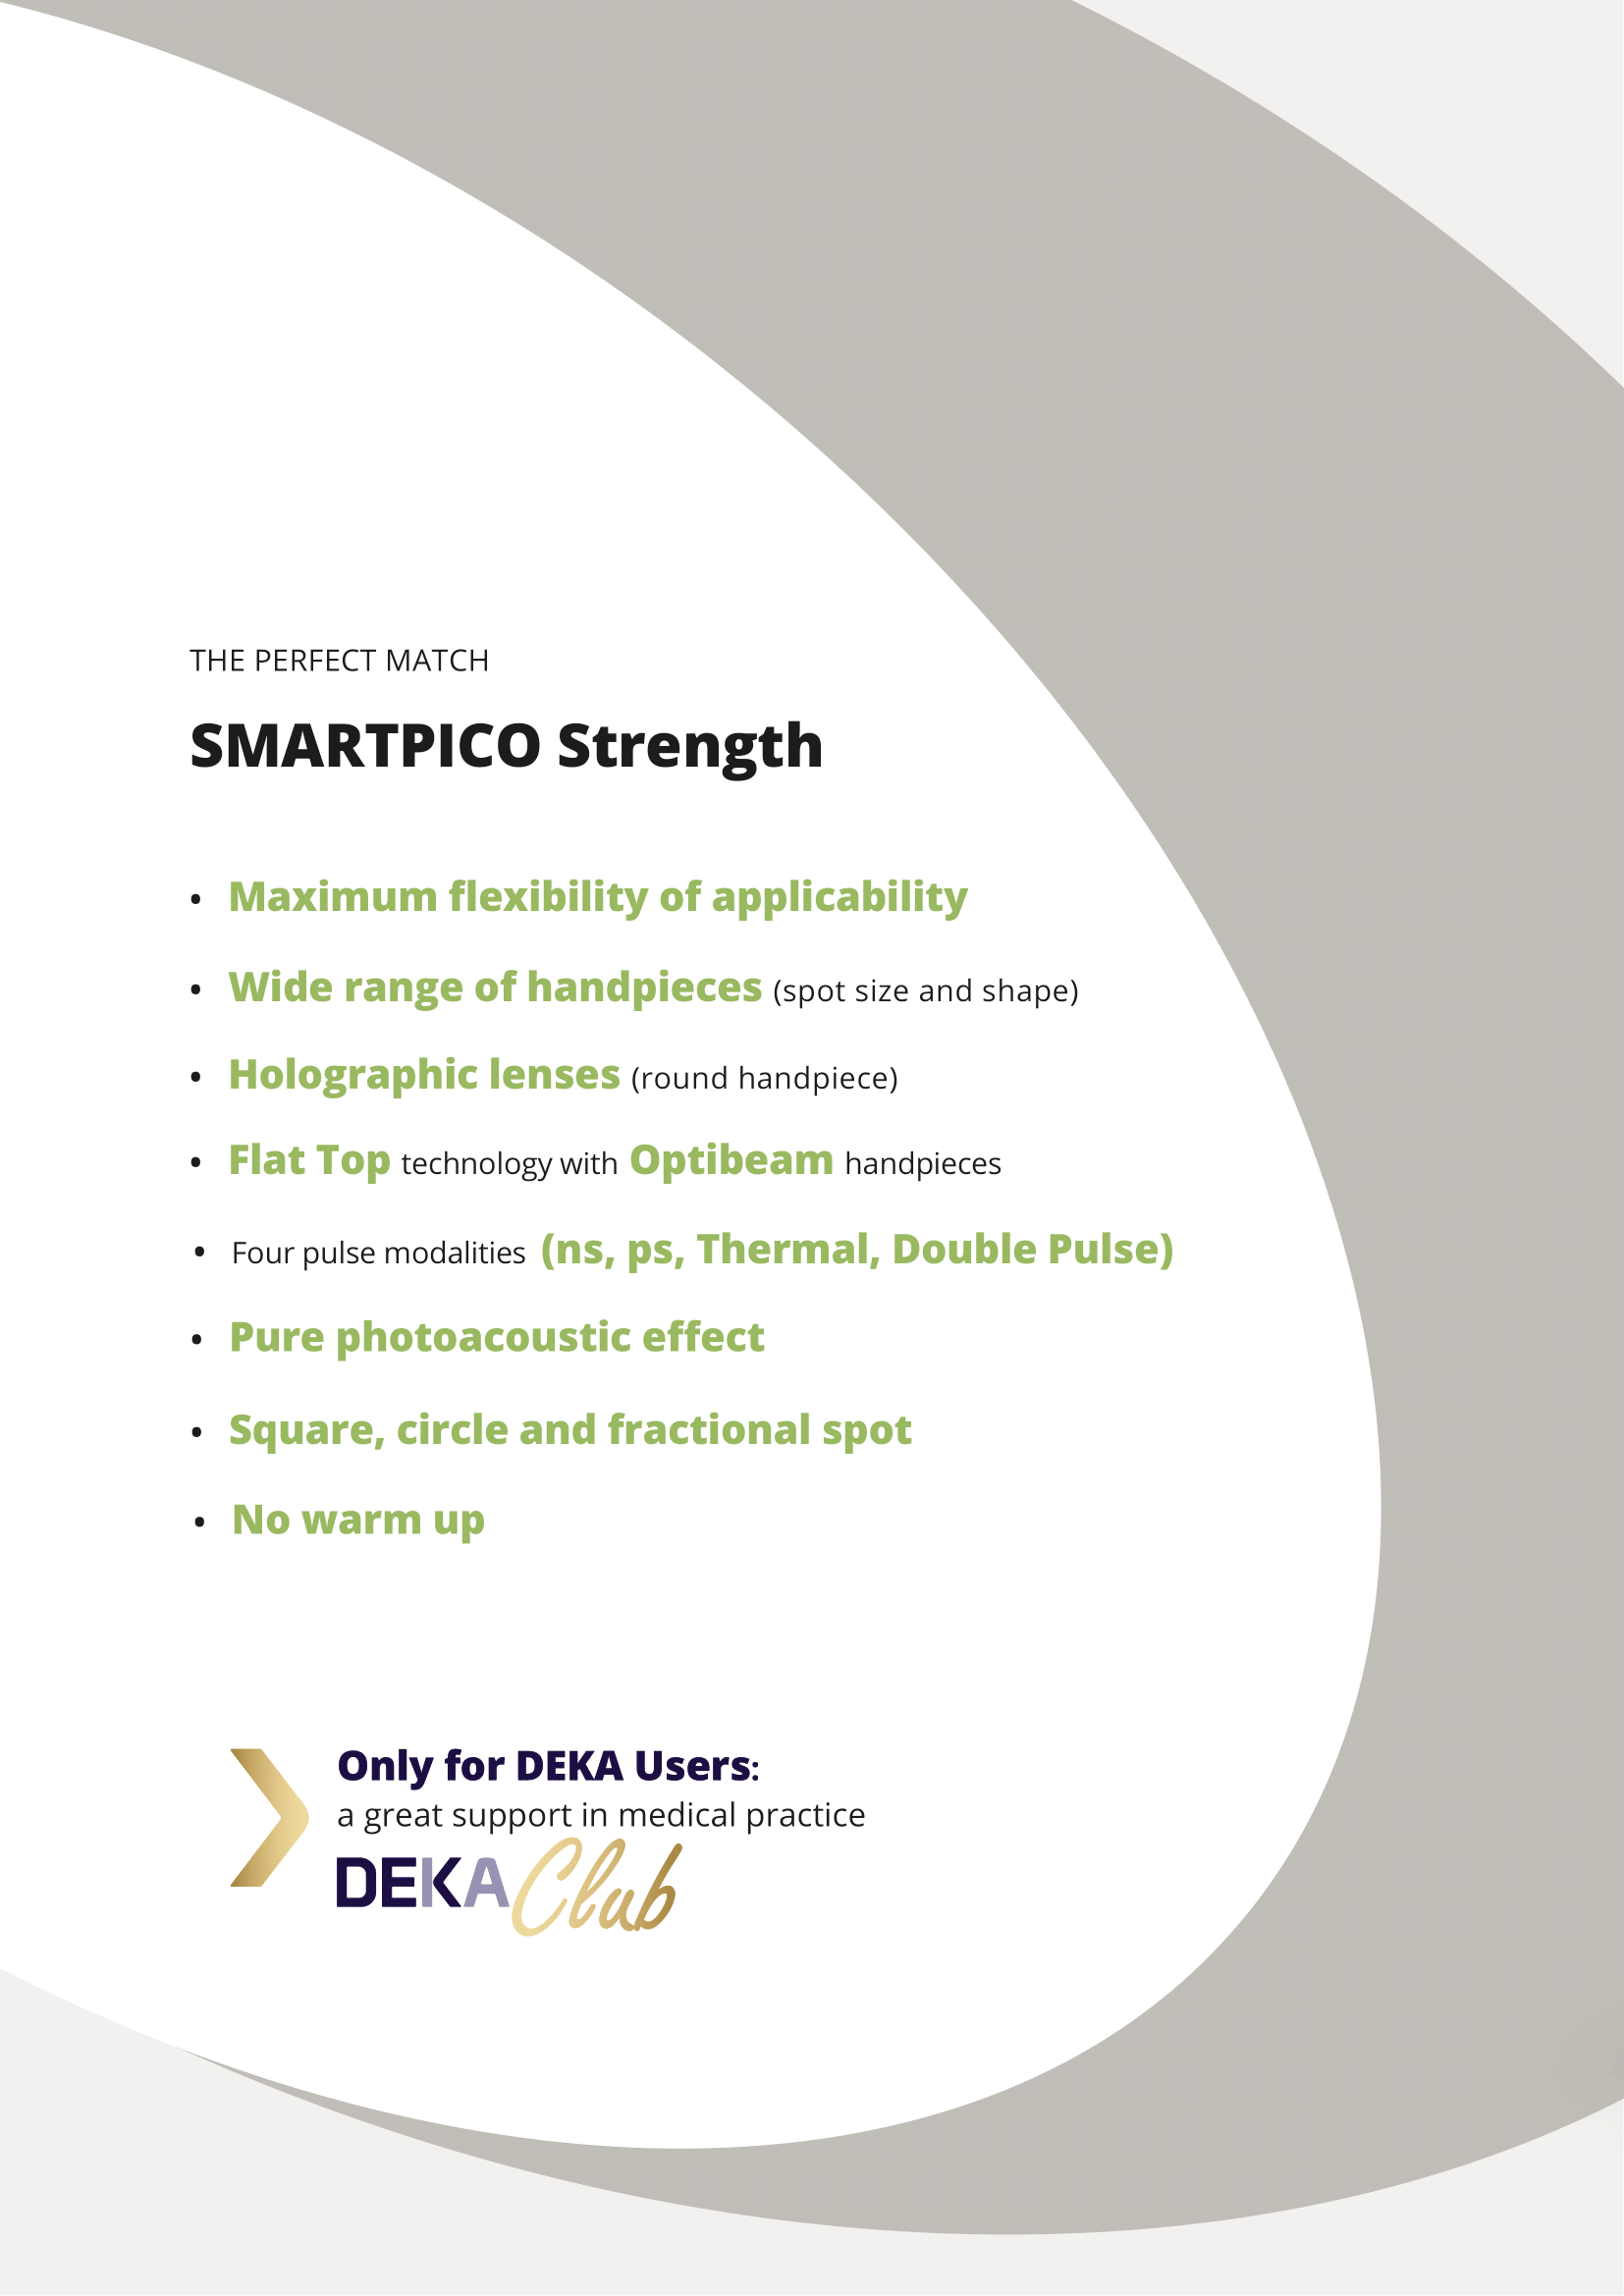 THE PERFECT MATCH
SMARTPICO Strength
• Maximum flexibility of applicability
• Wide range of handpieces (spot size and shape)
• Holographic lenses (round handpiece)
• Flat Top technology with Optibeam handpieces
• Four pulse modalities (ns, ps, Thermal, Double Pulse)
• Pure photoacoustic effect
• Square, circle and fractional spot
• No warm up
Only for DEKA Users:
a great support in medical practice
DEKA Club